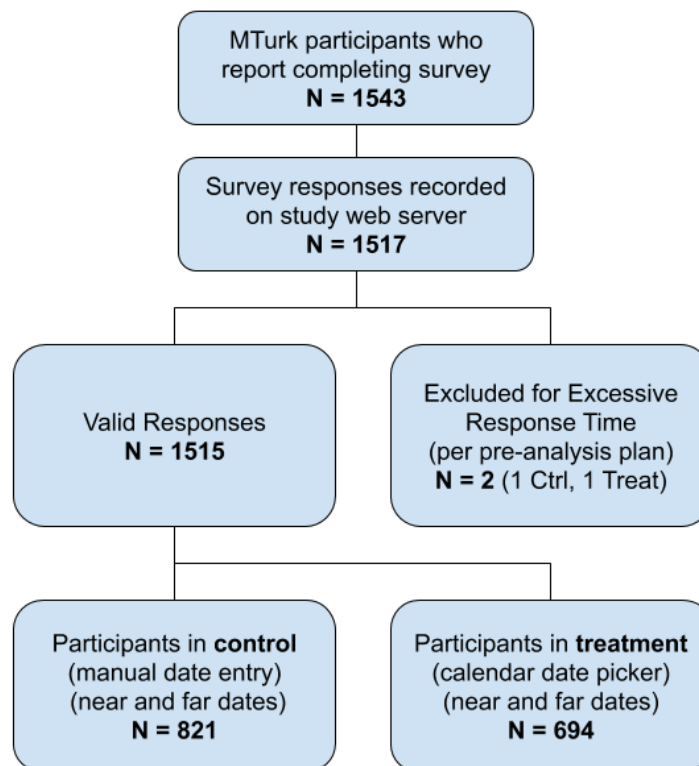 MTurk participants who
report completing survey
N = 1543
Survey responses recorded
on study web server
N = 1517
Valid Responses
N = 1515
Excluded for Excessive
Response Time
(per pre-analysis plan)
N = 2 (1 Ctrl, 1 Treat)
Participants in control
(manual date entry)
(near and far dates)
N = 821
Participants in treatment
(calendar date picker)
(near and far dates)
N = 694